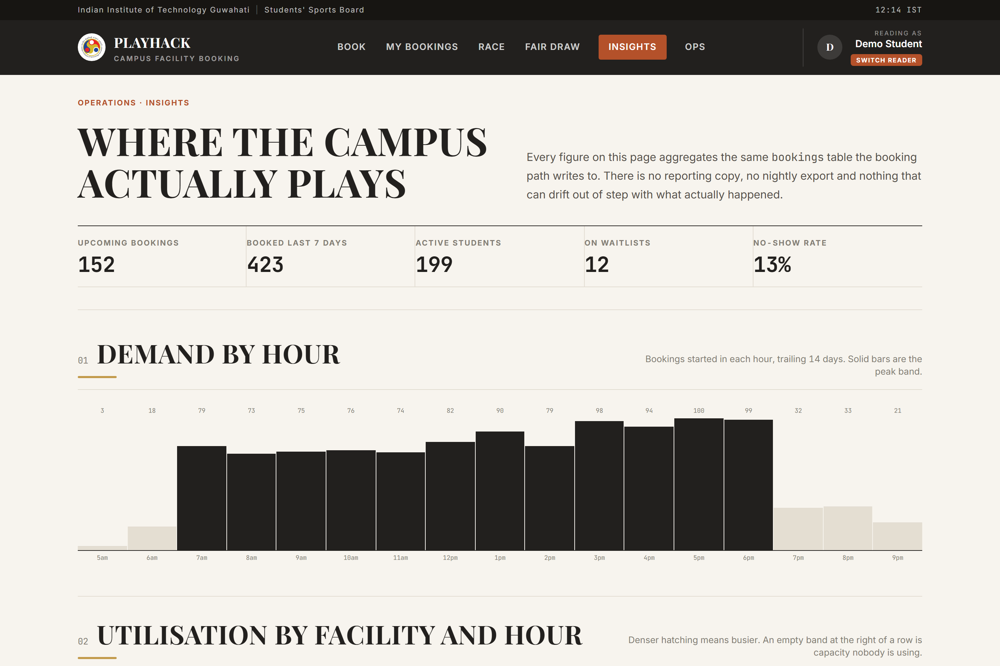 Indian Institute of Technology Guwahati | Students' Sports Board
12:14 IST
PLAYHACK
CAMPUS FACILITY BOOKING
BOOK MY BOOKINGS RACE FAIR DRAW INSIGHTS OPS
D
READING AS
Demo Student
SWITCH READER
OPERATIONS · INSIGHTS
WHERE THE CAMPUS
ACTUALLY PLAYS
Every figure on this page aggregates the same bookings table the booking
path writes to. There is no reporting copy, no nightly export and nothing that
can drift out of step with what actually happened.
UPCOMING BOOKINGS
152
BOOKED LAST 7 DAYS
423
ACTIVE STUDENTS
199
ON WAITLISTS
12
NO-SHOW RATE
13%
01 DEMAND BY HOUR
Bookings started in each hour, trailing 14 days. Solid bars are the
peak band.
3 18 79 73 75 76 74 82 90 79 98 94 100 99 32 33 21
5am 6am 7am 8am 9am 10am 11am 12pm 1pm 2pm 3pm 4pm 5pm 6pm 7pm 8pm 9pm
02 UTILISATION BY FACILITY AND HOUR
Denser hatching means busier. An empty band at the right of a row is
capacity nobody is using.